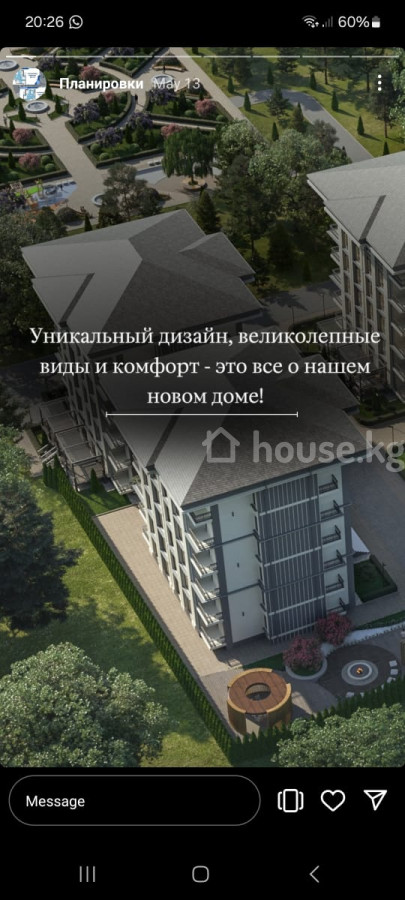 20:26
60%
Планировки May 13
Уникальный дизайн, великолепные
виды и комфорт - это все о нашем
новом доме!
house.kg
Message